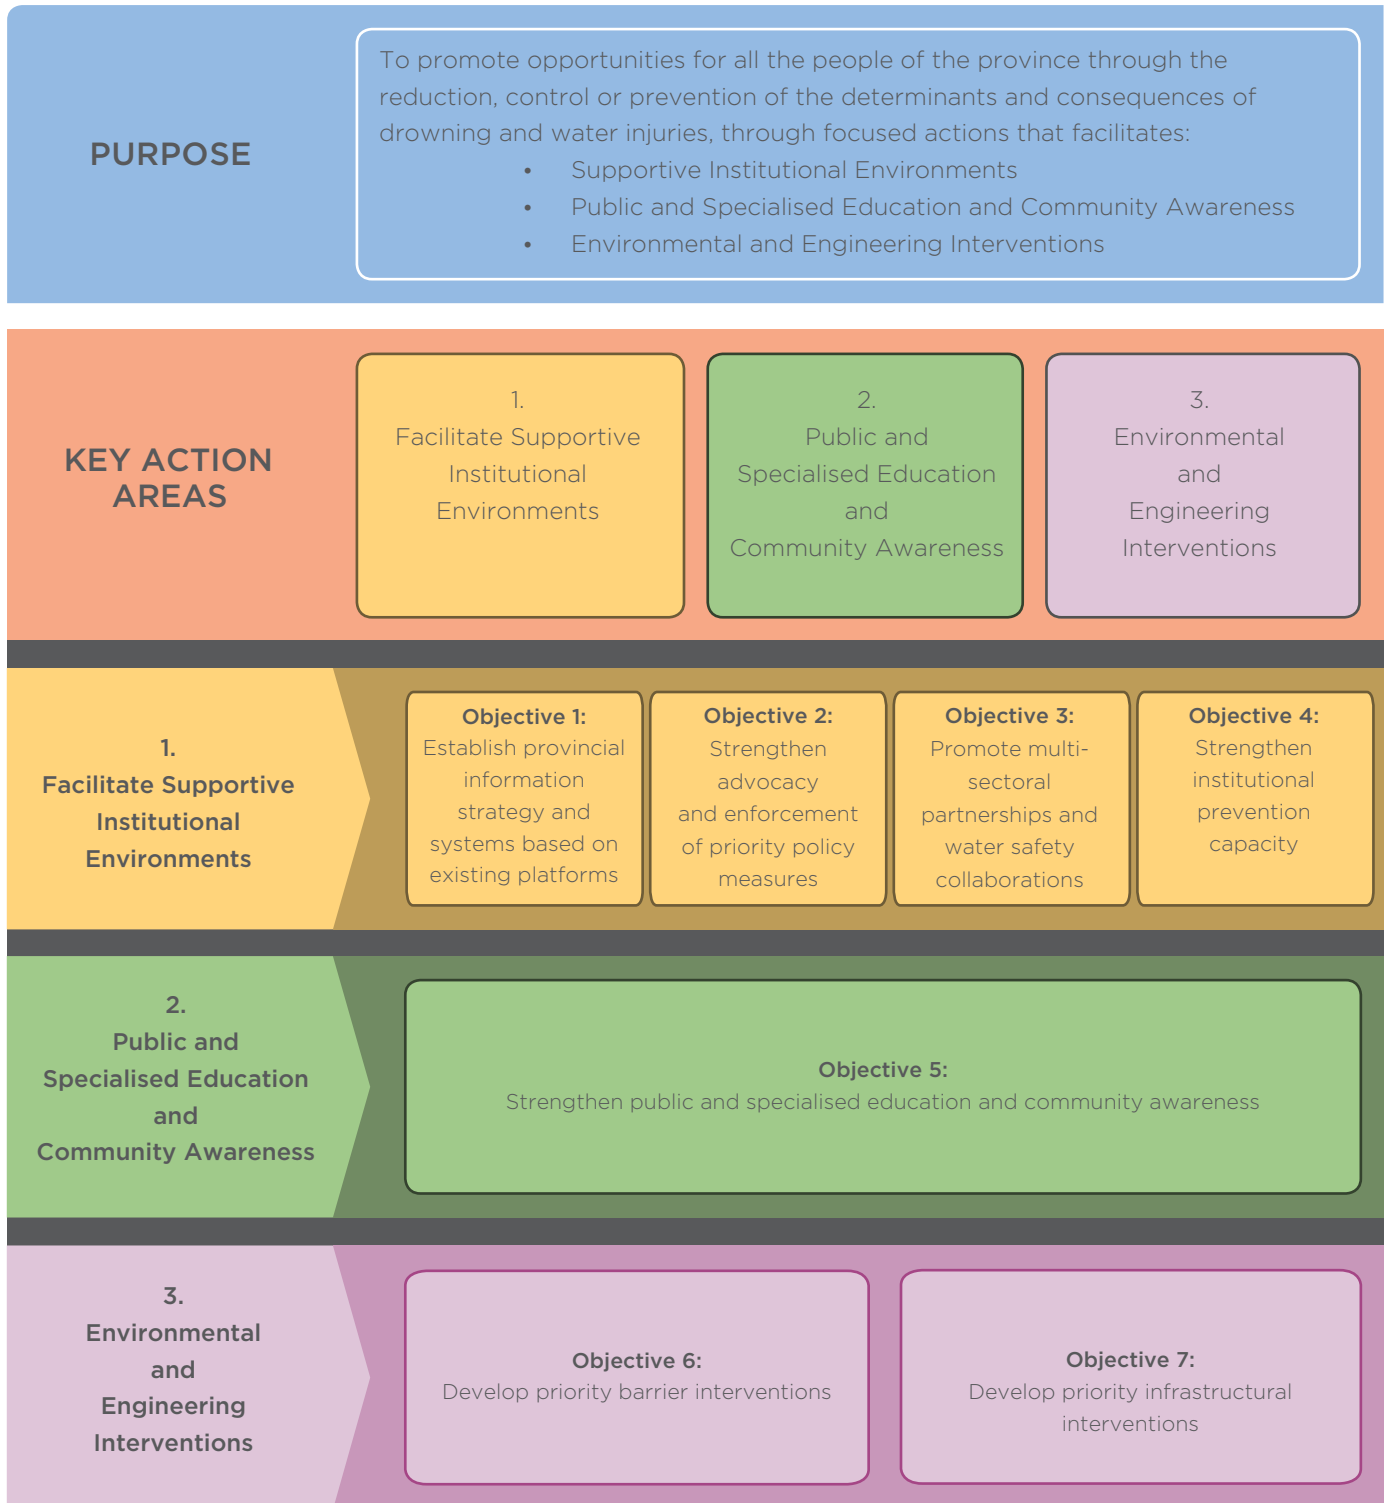 PURPOSE
To promote opportunities for all the people of the province through the
reduction, control or prevention of the determinants and consequences of
drowning and water injuries, through focused actions that facilitates:
• Supportive Institutional Environments
• Public and Specialised Education and Community Awareness
• Environmental and Engineering Interventions
KEY ACTION
AREAS
1.
Facilitate Supportive
Institutional
Environments
2.
Public and
Specialised Education
and
Community Awareness
3.
Environmental
and
Engineering
Interventions
1.
Facilitate Supportive
Institutional
Environments
Objective 1:
Establish provincial
information
strategy and
systems based on
existing platforms
Objective 2:
Strengthen
advocacy
and enforcement
of priority policy
measures
Objective 3:
Promote multi-
sectoral
partnerships and
water safety
collaborations
Objective 4:
Strengthen
institutional
prevention
capacity
2.
Public and
Specialised Education
and
Community Awareness
Objective 5:
Strengthen public and specialised education and community awareness
3.
Environmental
and
Engineering
Interventions
Objective 6:
Develop priority barrier interventions
Objective 7:
Develop priority infrastructural
interventions